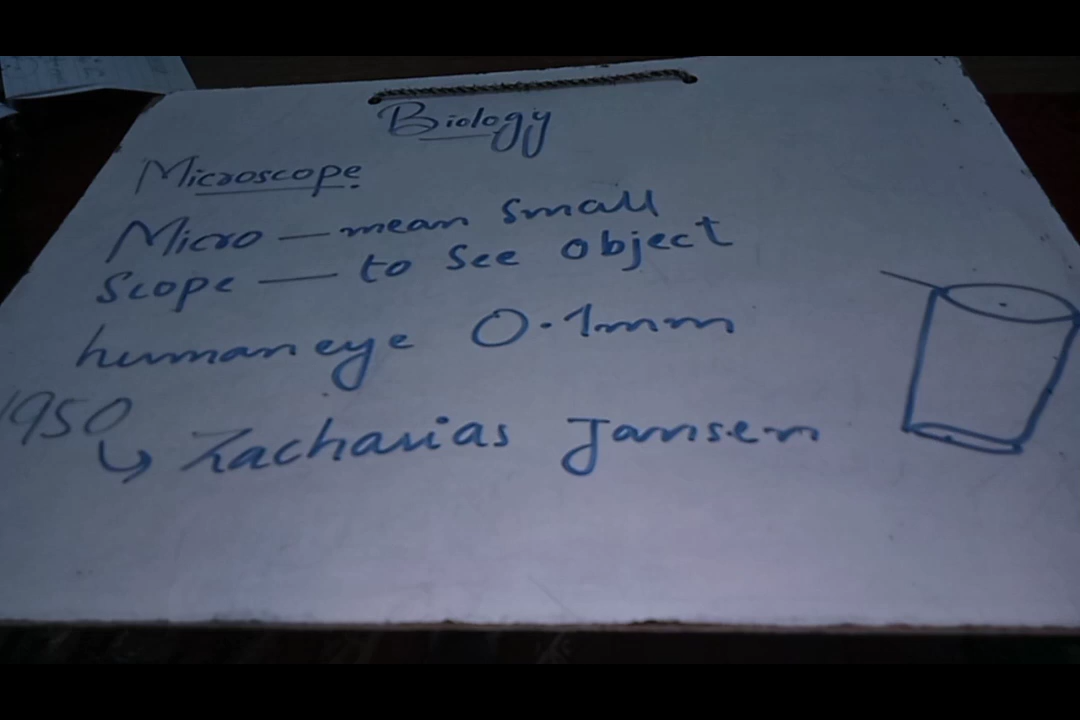 Biology
Microscope.
Micro — mean small
Scope — to see object
human eye 0.1mm
1950
↳ Zacharias Jansen